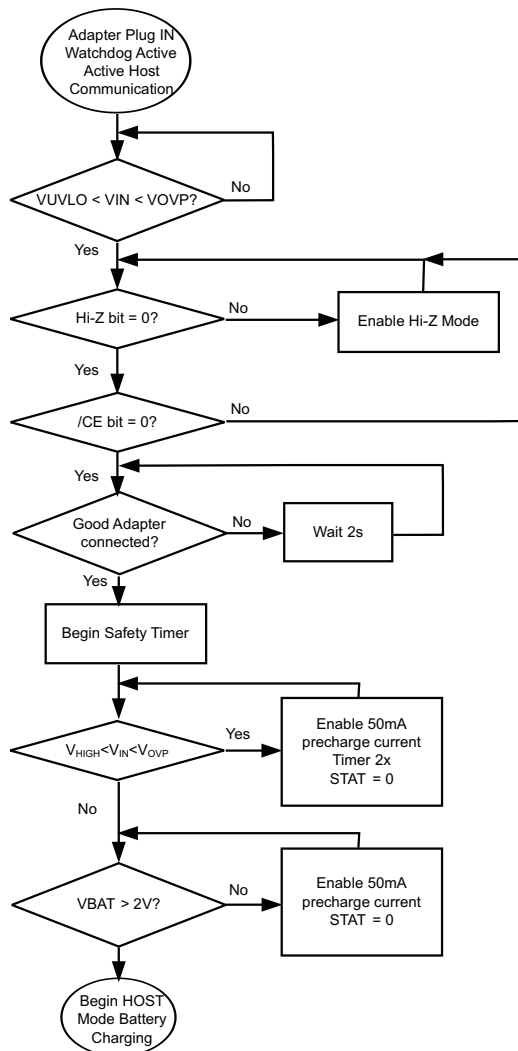 Adapter Plug IN
Watchdog Active
Active Host
Communication
VUVLO < VIN < VOVP?
No
Yes
Hi-Z bit = 0?
No
Enable Hi-Z Mode
Yes
/CE bit = 0?
No
Yes
Good Adapter
connected?
No
Wait 2s
Yes
Begin Safety Timer
VHIGH<VIN<VOVP
Yes
Enable 50mA
precharge current
Timer 2x
STAT = 0
No
VBAT > 2V?
No
Enable 50mA
precharge current
STAT = 0
Begin HOST
Mode Battery
Charging